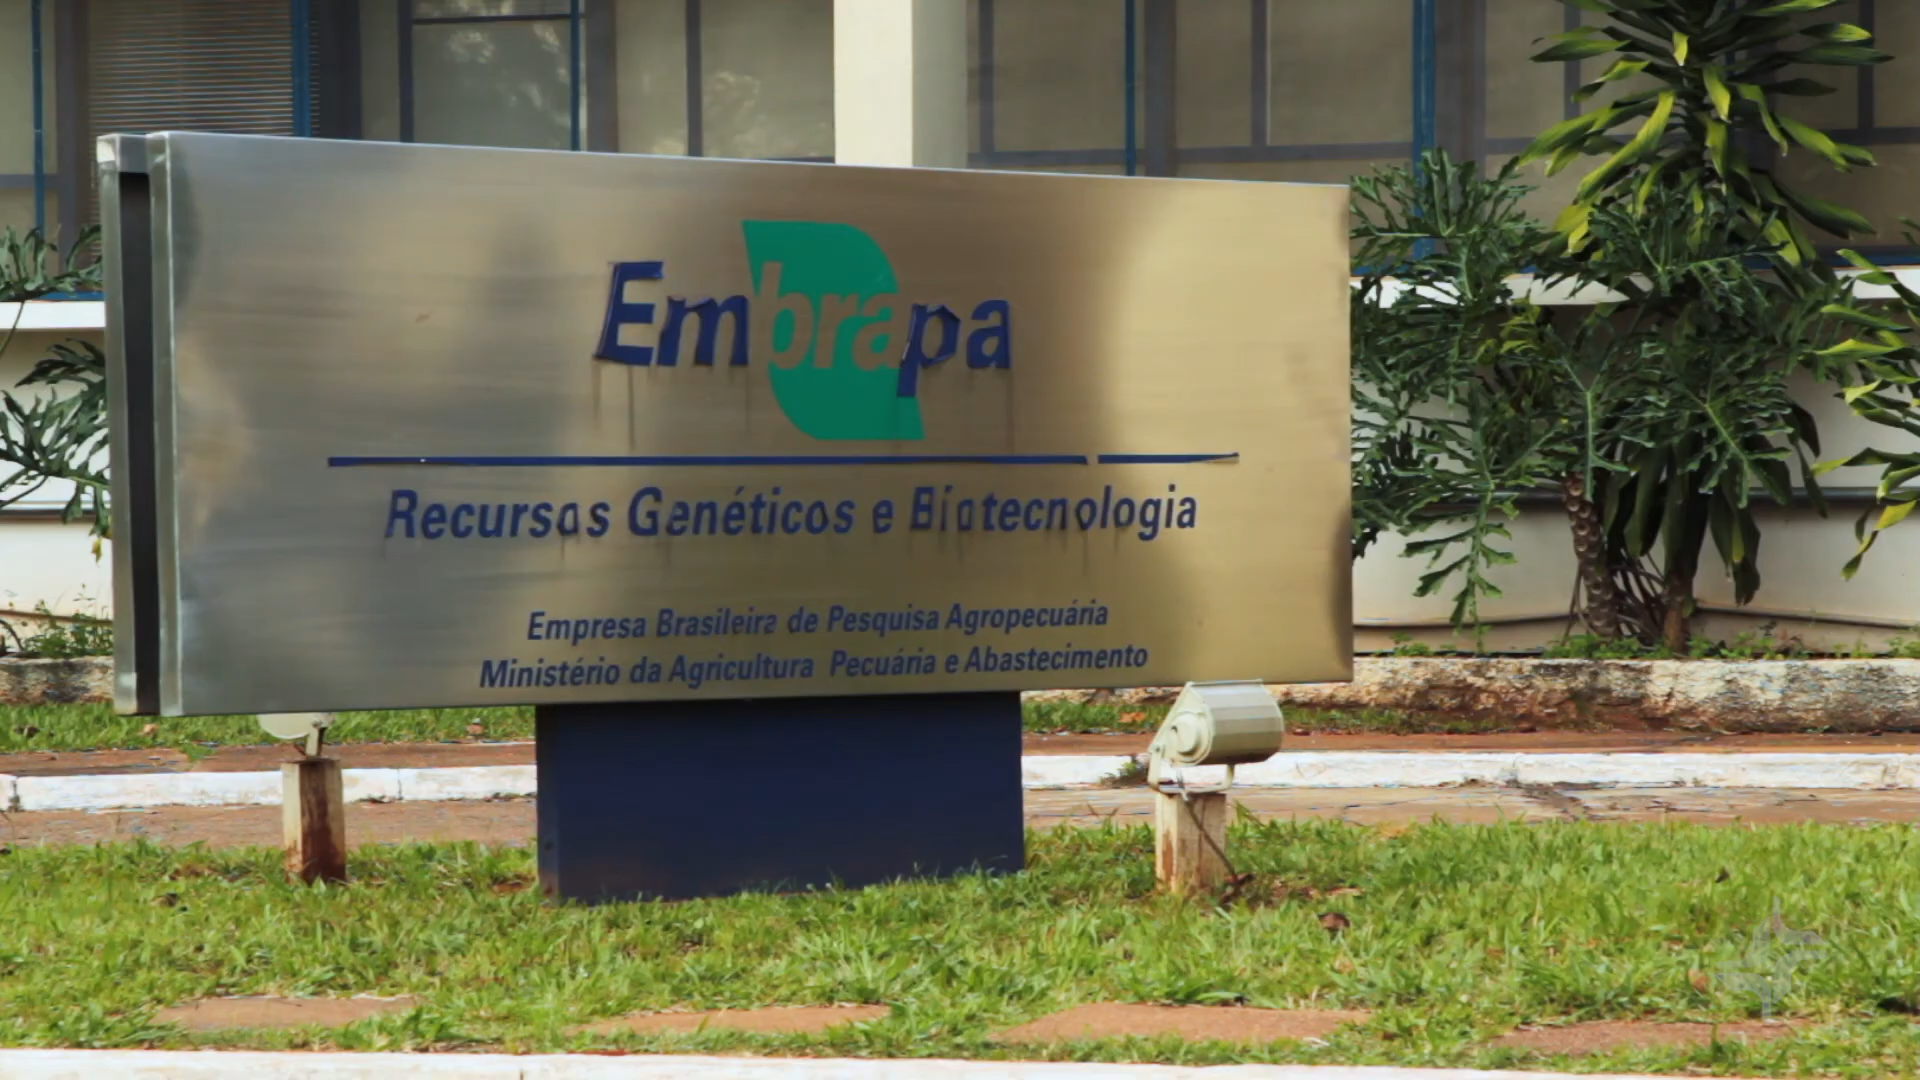 Embrapa
Recursos Genéticos e Biotecnologia
Empresa Brasileira de Pesquisa Agropecuária
Ministério da Agricultura Pecuária e Abastecimento